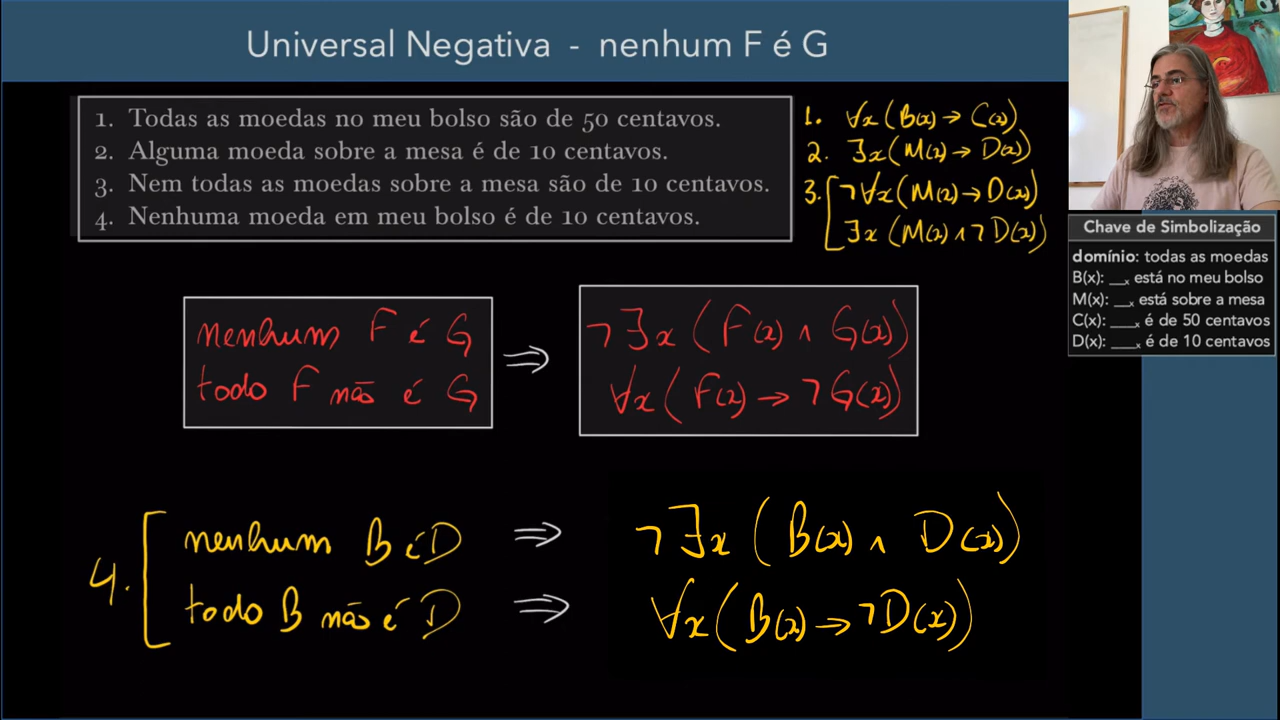 Universal Negativa - nenhum F é G
1. Todas as moedas no meu bolso são de 50 centavos.
2. Alguma moeda sobre a mesa é de 10 centavos.
3. Nem todas as moedas sobre a mesa são de 10 centavos.
4. Nenhuma moeda em meu bolso é de 10 centavos.
1. ∀x(B(x) → C(x))
2. ∃x(M(x) → D(x))
3. ¬∀x(M(x) → D(x))
∃x(M(x) ∧ ¬D(x))
Chave de Simbolização
domínio: todas as moedas
B(x): __ₓ está no meu bolso
M(x): __ₓ está sobre a mesa
C(x): ___ₓ é de 50 centavos
D(x): ___ₓ é de 10 centavos
nenhum F é G
todo F não é G
⇒
¬∃x(F(x) ∧ G(x))
∀x(F(x) → ¬G(x))
4. nenhum B é D ⇒ ¬∃x(B(x) ∧ D(x))
todo B não é D ⇒ ∀x(B(x) → ¬D(x))